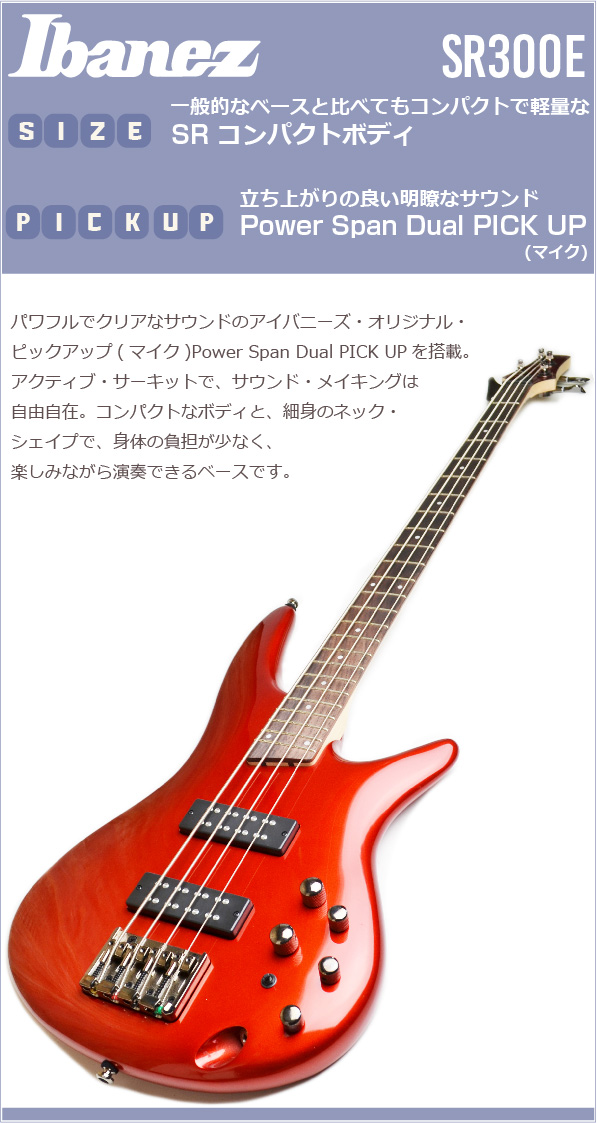 Ibanez
SR300E
SIZE
一般的なベースと比べてもコンパクトで軽量な
SR コンパクトボディ
PICKUP
立ち上がりの良い明瞭なサウンド
Power Span Dual PICK UP
(マイク)
パワフルでクリアなサウンドのアイバニーズ・オリジナル・
ピックアップ(マイク)Power Span Dual PICK UPを搭載。
アクティブ・サーキットで、サウンド・メイキングは
自由自在。コンパクトなボディと、細身のネック・
シェイプで、身体の負担が少なく、
楽しみながら演奏できるベースです。